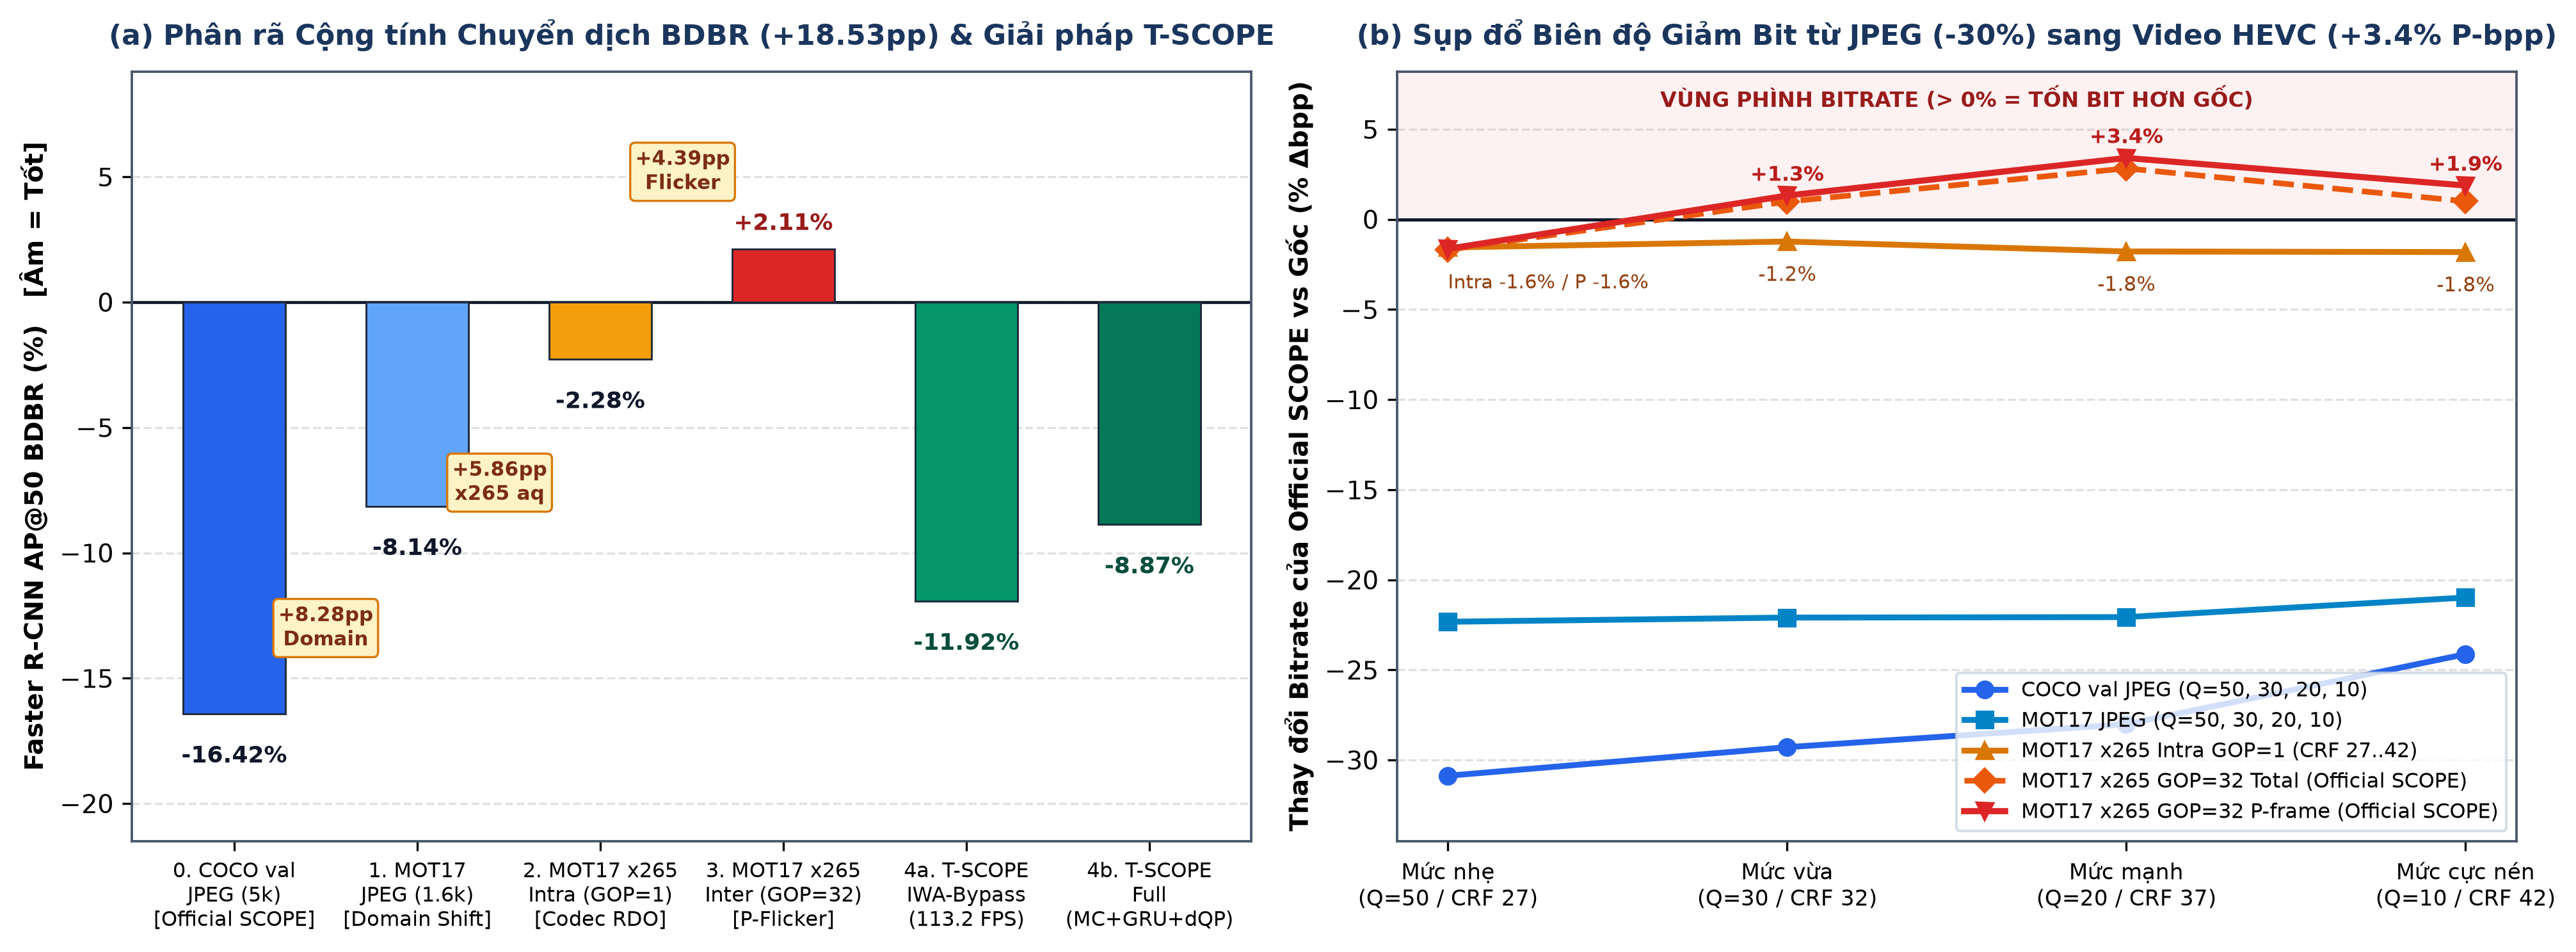 (a) Phân rã Cộng tính Chuyển dịch BDBR (+18.53pp) & Giải pháp T-SCOPE
Faster R-CNN AP@50 BDBR (%)   [Âm = Tốt]
5
0
−5
−10
−15
−20
+4.39pp
Flicker
+2.11%
-2.28%
+5.86pp
x265 aq
-8.14%
+8.28pp
Domain
-16.42%
-11.92%
-8.87%
0. COCO val
JPEG (5k)
[Official SCOPE]
1. MOT17
JPEG (1.6k)
[Domain Shift]
2. MOT17 x265
Intra (GOP=1)
[Codec RDO]
3. MOT17 x265
Inter (GOP=32)
[P-Flicker]
4a. T-SCOPE
IWA-Bypass
(113.2 FPS)
4b. T-SCOPE
Full
(MC+GRU+dQP)
(b) Sụp đổ Biên độ Giảm Bit từ JPEG (-30%) sang Video HEVC (+3.4% P-bpp)
Thay đổi Bitrate của Official SCOPE vs Gốc (% Δbpp)
5
0
−5
−10
−15
−20
−25
−30
VÙNG PHÌNH BITRATE (> 0% = TỐN BIT HƠN GỐC)
+1.3%
+3.4%
+1.9%
Intra -1.6% / P -1.6%
-1.2%
-1.8%
-1.8%
COCO val JPEG (Q=50, 30, 20, 10)
MOT17 JPEG (Q=50, 30, 20, 10)
MOT17 x265 Intra GOP=1 (CRF 27..42)
MOT17 x265 GOP=32 Total (Official SCOPE)
MOT17 x265 GOP=32 P-frame (Official SCOPE)
Mức nhẹ
(Q=50 / CRF 27)
Mức vừa
(Q=30 / CRF 32)
Mức mạnh
(Q=20 / CRF 37)
Mức cực nén
(Q=10 / CRF 42)